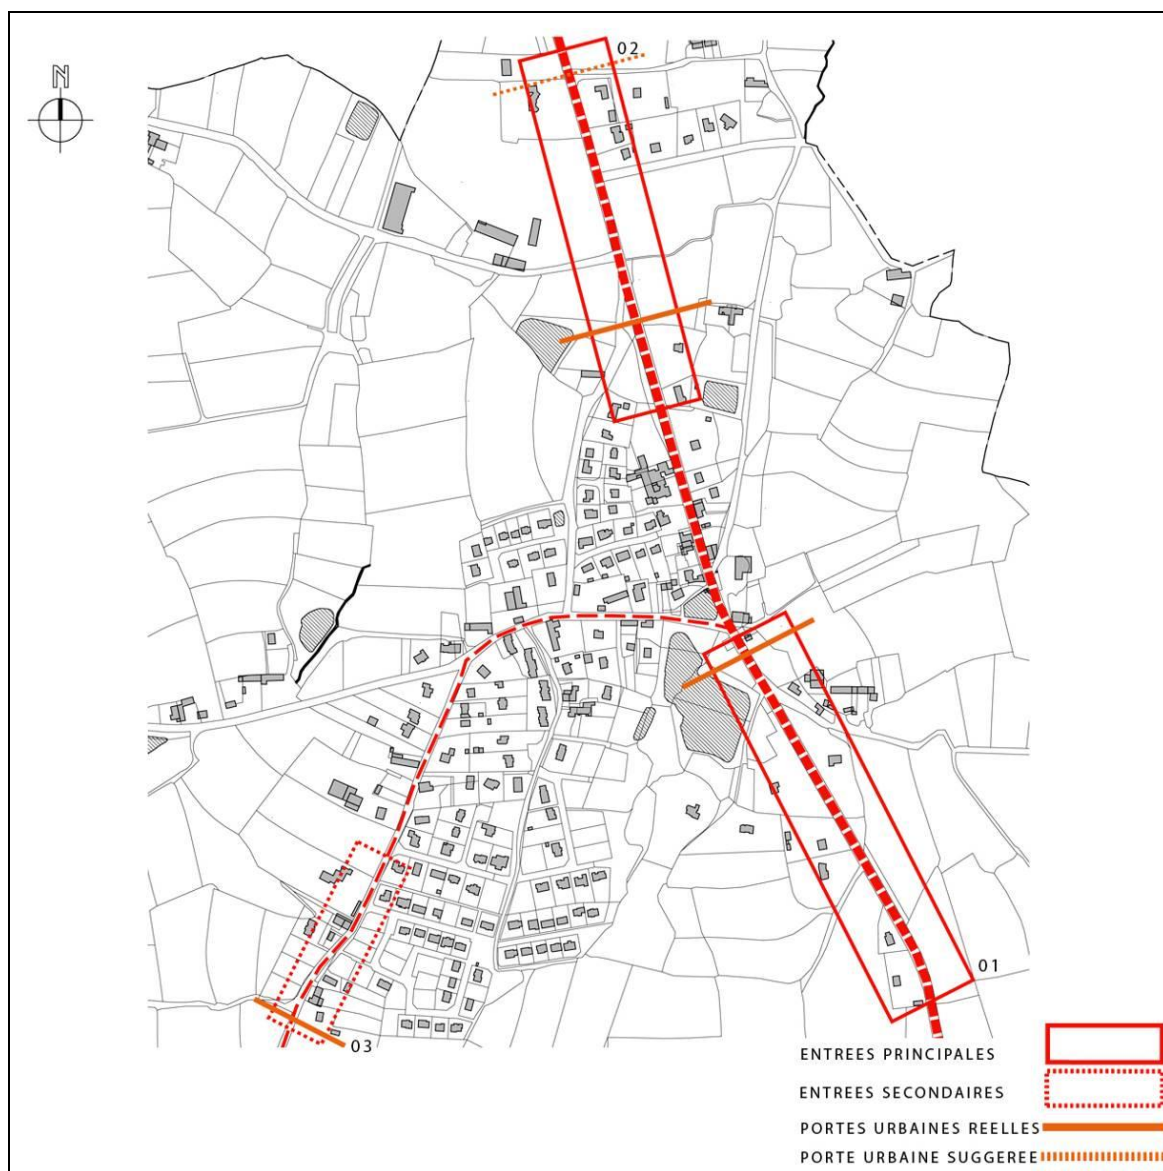 N
02
01
03
ENTREES PRINCIPALES
ENTREES SECONDAIRES
PORTES URBAINES REELLES
PORTE URBAINE SUGGEREE